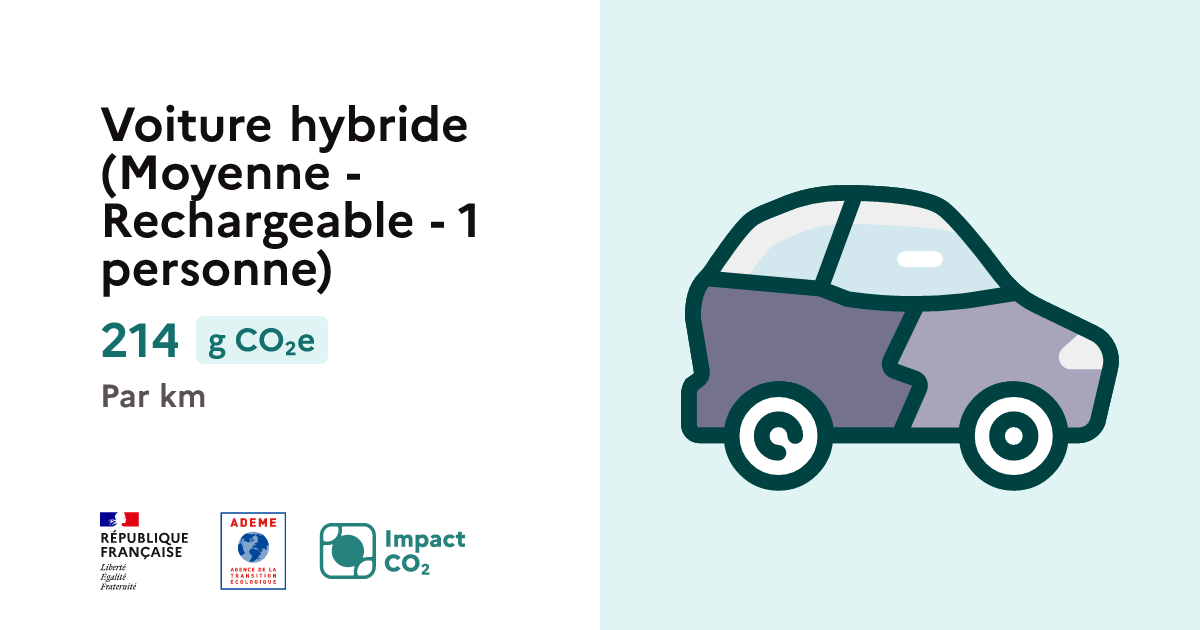 Voiture hybride
(Moyenne -
Rechargeable - 1
personne)
214 g CO₂e
Par km
RÉPUBLIQUE
FRANÇAISE
Liberté
Égalité
Fraternité
ADEME
AGENCE DE LA
TRANSITION
ÉCOLOGIQUE
Impact
CO₂